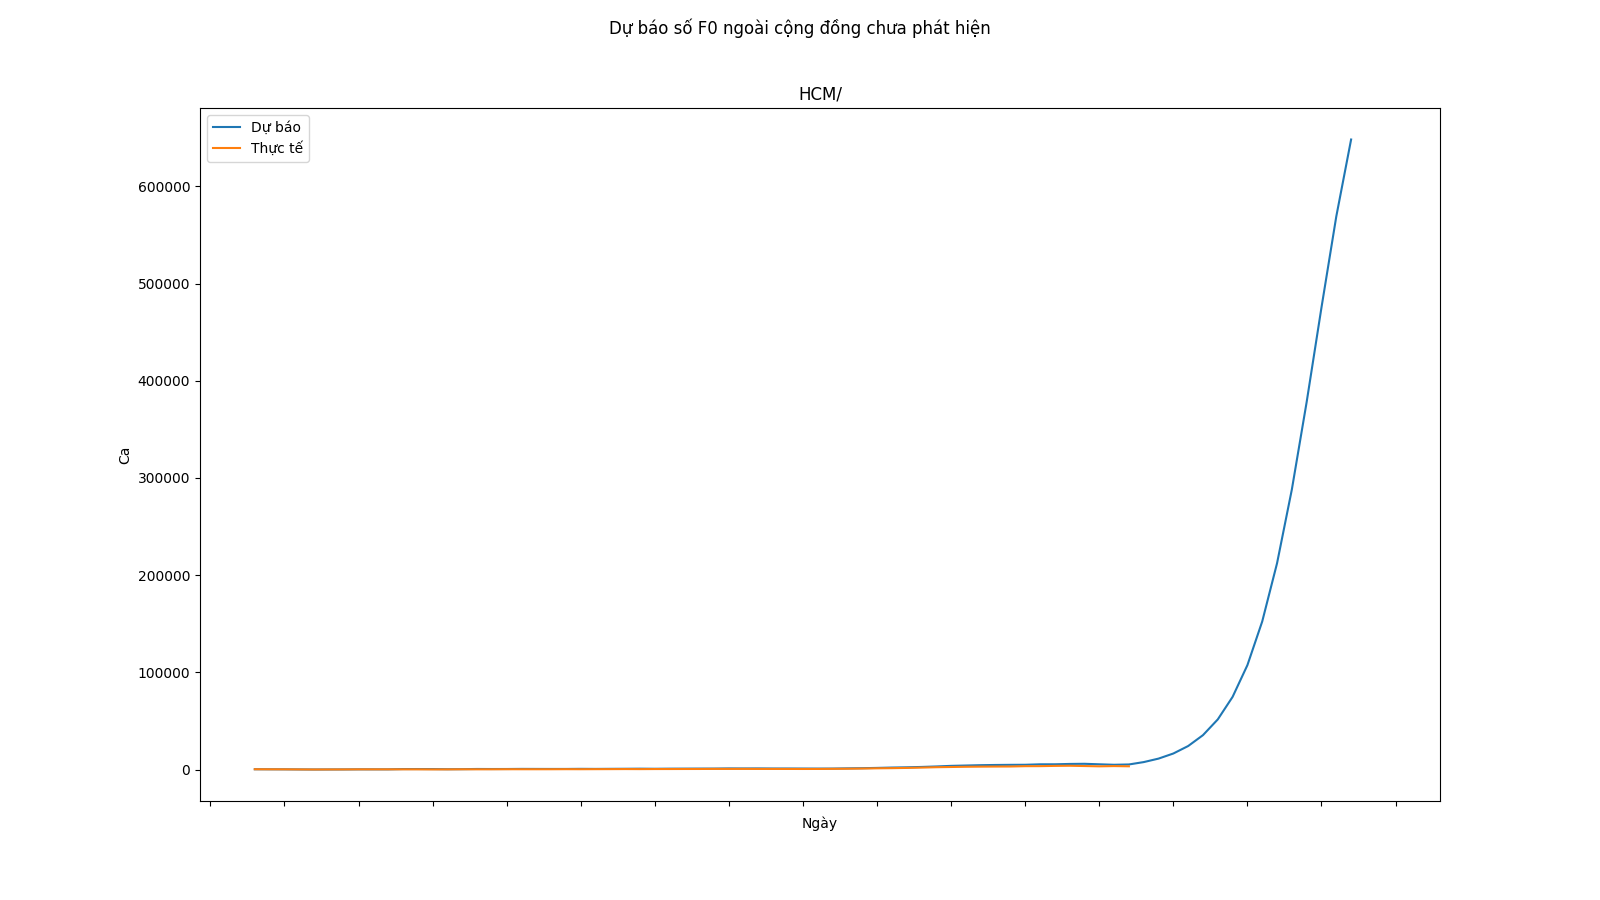 Dự báo số F0 ngoài cộng đồng chưa phát hiện
HCM/
Dự báo
Thực tế
600000
500000
400000
300000
200000
100000
0
Ca
Ngày